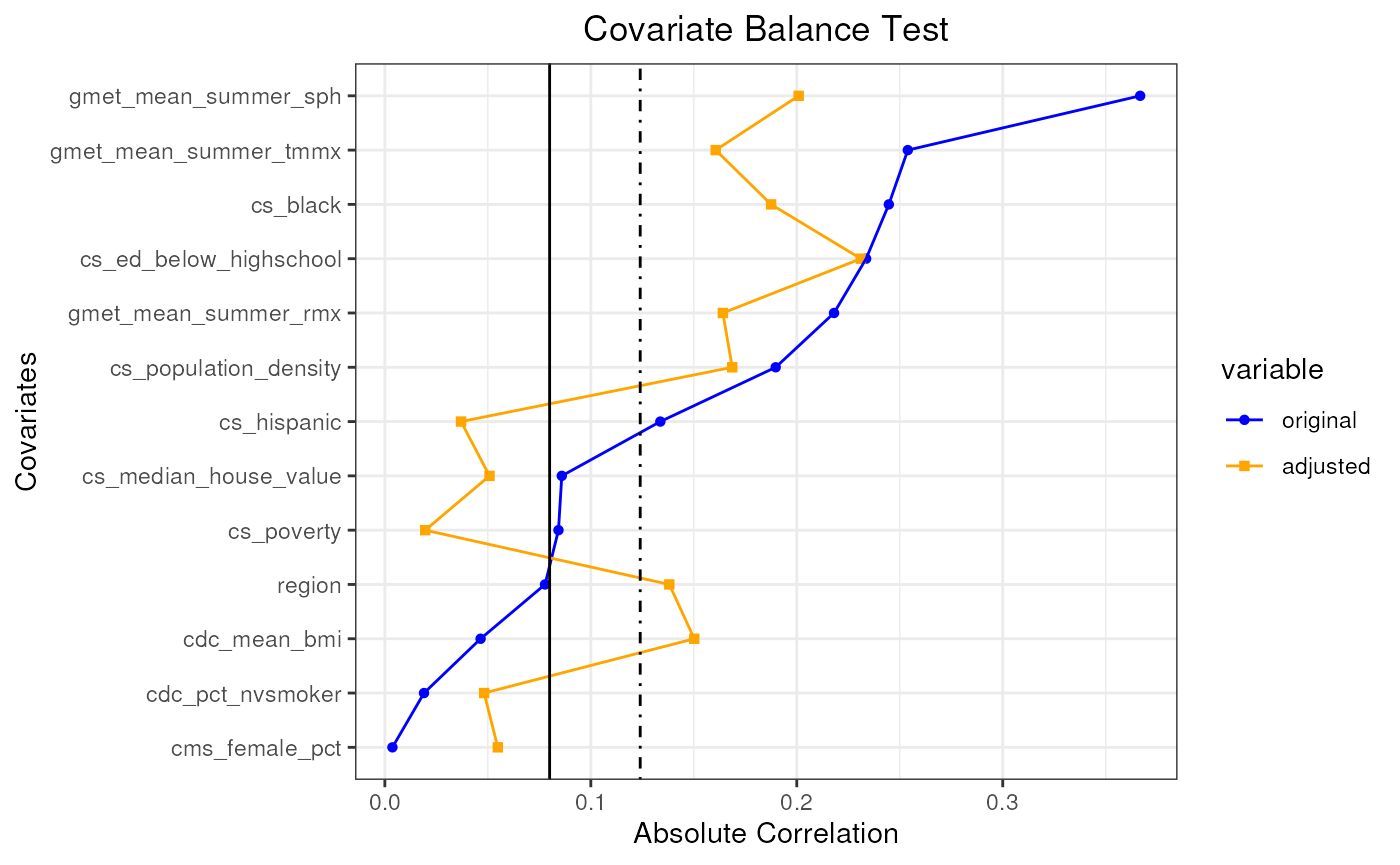 Covariate Balance Test
gmet_mean_summer_sph
gmet_mean_summer_tmmx
cs_black
cs_ed_below_highschool
gmet_mean_summer_rmx
cs_population_density
cs_hispanic
cs_median_house_value
cs_poverty
region
cdc_mean_bmi
cdc_pct_nvsmoker
cms_female_pct
Covariates
0.0 0.1 0.2 0.3
Absolute Correlation
variable
original
adjusted